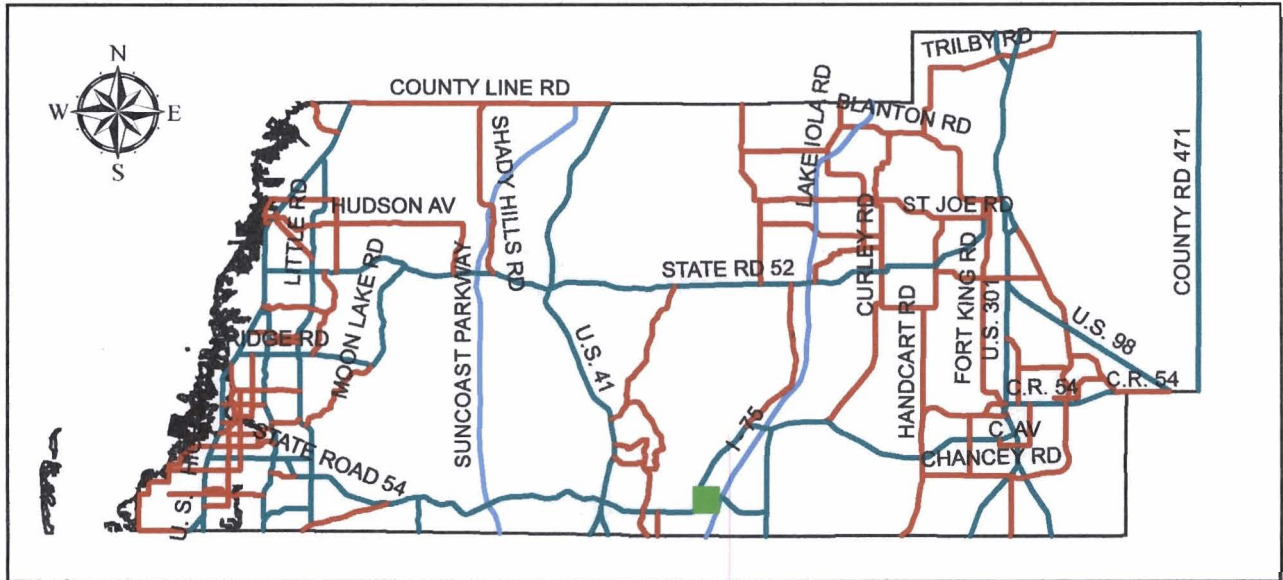 TRILBY RD
N
W E
S
COUNTY LINE RD
LAKE IOLA RD
BLANTON RD
SHADY HILLS RD
COUNTY RD 471
HUDSON AV
LITTLE RD
ST JOE RD
MOON LAKE RD
STATE RD 52
CURLEY RD
SUNCOAST PARKWAY
RIDGE RD
U.S. 41
HANDCART RD
FORT KING RD
U.S. 301
U.S. 98
C.R. 54
C.R. 54
I-75
C AV
STATE ROAD 54
CHANCEY RD
U.S.